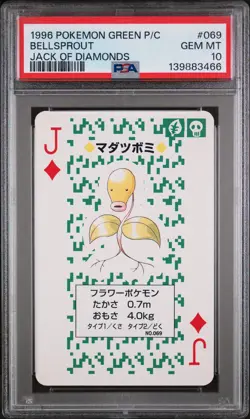 1996 POKEMON GREEN P/C #069
BELLSPROUT GEM MT
JACK OF DIAMONDS 10
PSA 139883466
J
マダツボミ
フラワーポケモン
たかさ 0.7m
おもさ 4.0kg
タイプ1/くさ タイプ2/どく
NO.069
J